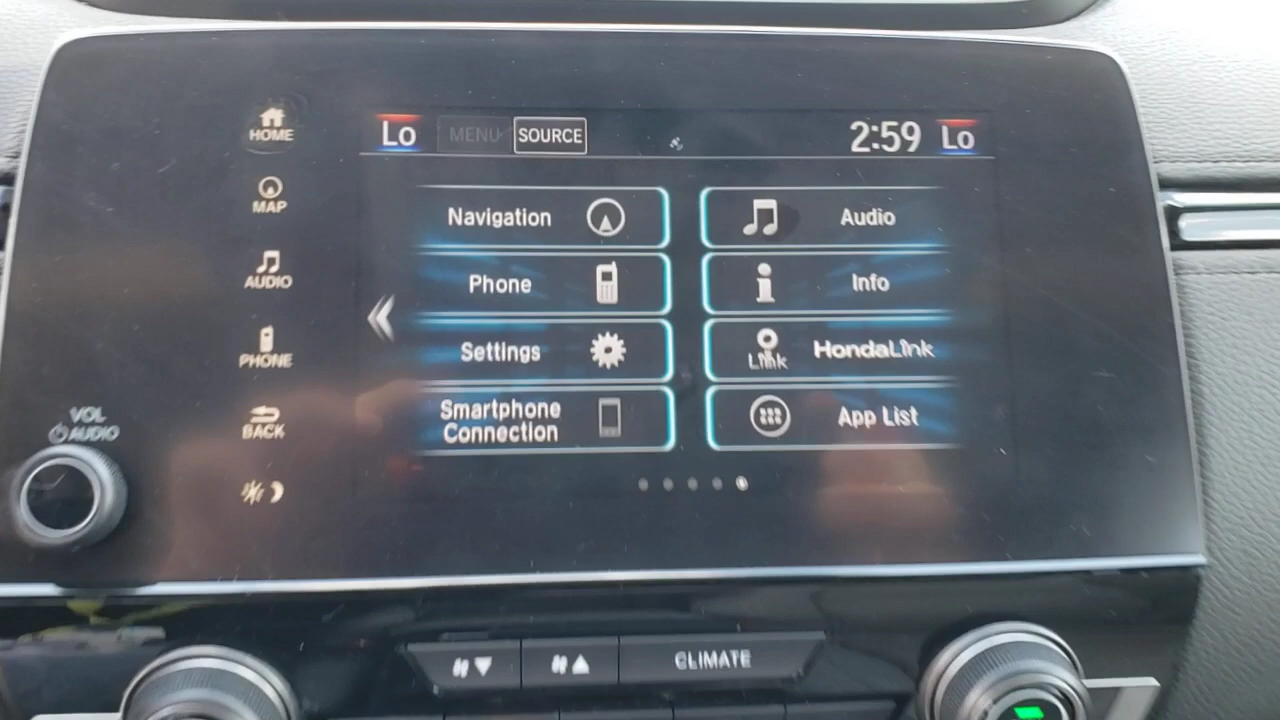 HOME
MAP
AUDIO
PHONE
BACK
VOL
AUDIO
Lo MENU SOURCE 2:59 Lo
Navigation Audio
Phone Info
Settings Link HondaLink
Smartphone
Connection App List
CLIMATE